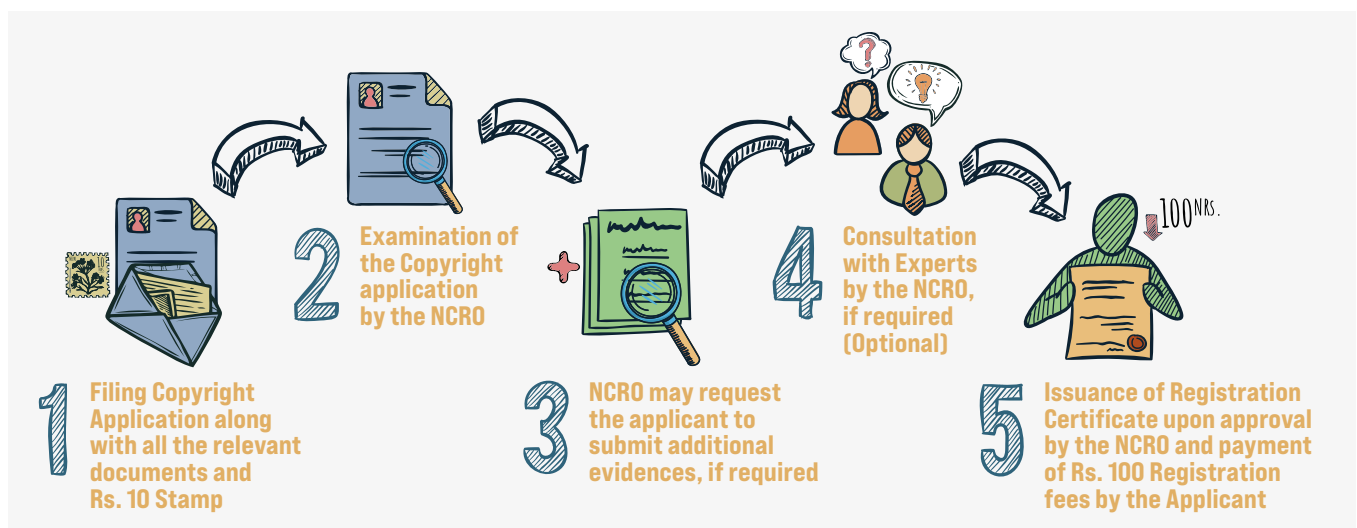 1
Filing Copyright
Application along
with all the relevant
documents and
Rs. 10 Stamp
2
Examination of
the Copyright
application
by the NCRO
3
NCRO may request
the applicant to
submit additional
evidences, if required
4
Consultation
with Experts
by the NCRO,
if required
(Optional)
100 NRS.
5
Issuance of Registration
Certificate upon approval
by the NCRO and payment
of Rs. 100 Registration
fees by the Applicant